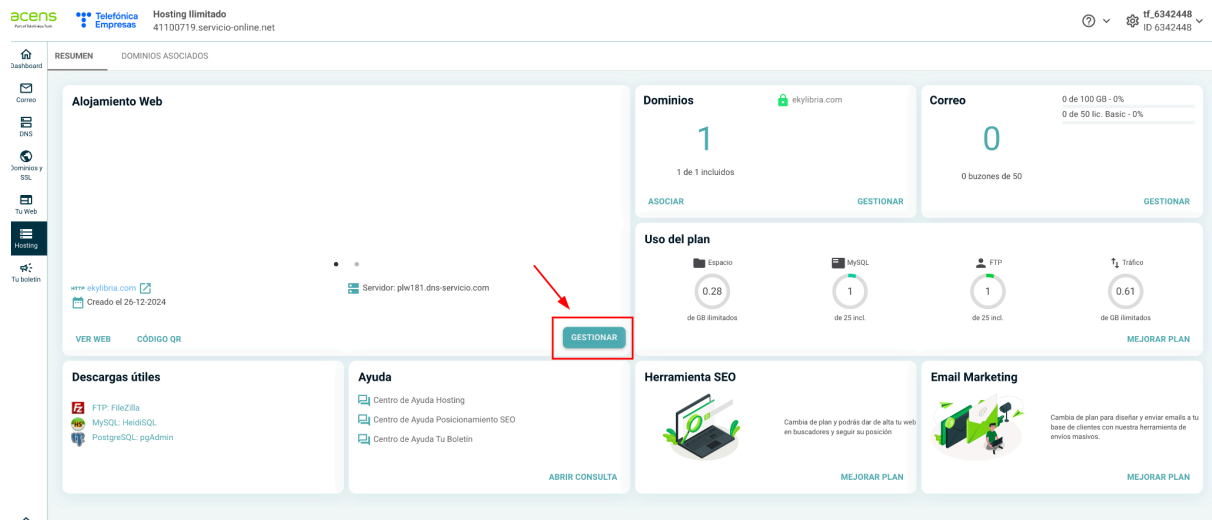 acens
Part of Telefónica Tech
Telefónica
Empresas
Hosting Ilimitado
41100719.servicio-online.net
tf_6342448
ID 6342448
Dashboard
Correo
DNS
Dominios y
SSL
Tu Web
Hosting
Tu boletín
RESUMEN
DOMINIOS ASOCIADOS
Alojamiento Web
HTTP ekylibria.com
Creado el 26-12-2024
Servidor: plw181.dns-servicio.com
VER WEB
CÓDIGO QR
GESTIONAR
Dominios
ekylibria.com
1
1 de 1 incluidos
ASOCIAR
GESTIONAR
Correo
0 de 100 GB - 0%
0 de 50 lic. Basic - 0%
0
0 buzones de 50
GESTIONAR
Uso del plan
Espacio
0.28
de GB ilimitados
MySQL
1
de 25 incl.
FTP
1
de 25 incl.
Tráfico
0.61
de GB ilimitados
MEJORAR PLAN
Descargas útiles
FTP: FileZilla
MySQL: HeidiSQL
PostgreSQL: pgAdmin
Ayuda
Centro de Ayuda Hosting
Centro de Ayuda Posicionamiento SEO
Centro de Ayuda Tu Boletín
ABRIR CONSULTA
Herramienta SEO
Cambia de plan y podrás dar de alta tu web
en buscadores y seguir su posición
MEJORAR PLAN
Email Marketing
Cambia de plan para diseñar y enviar emails a tu
base de clientes con nuestra herramienta de
envíos masivos.
MEJORAR PLAN